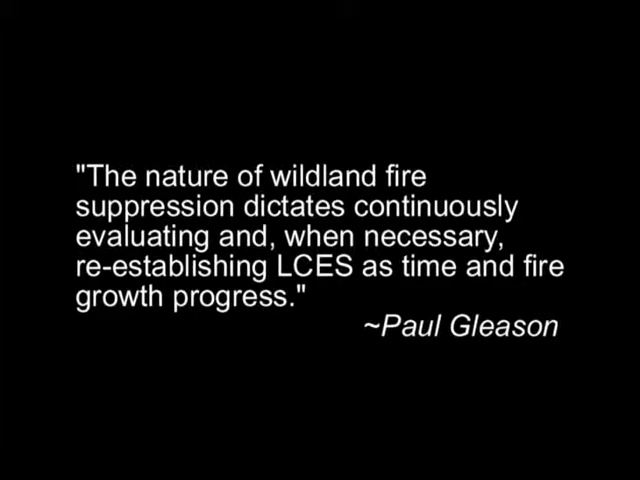 "The nature of wildland fire
suppression dictates continuously
evaluating and, when necessary,
re-establishing LCES as time and fire
growth progress."
~Paul Gleason